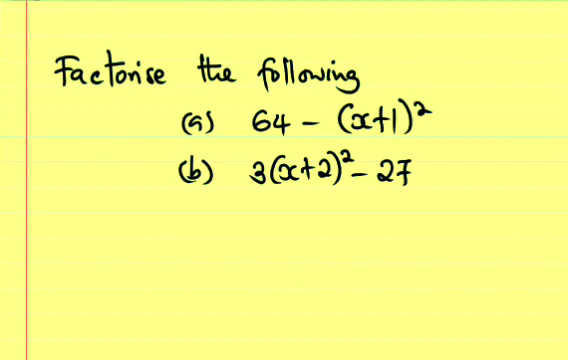 Factorise the following
(a) 64 - (x+1)²
(b) 3(x+2)² - 27